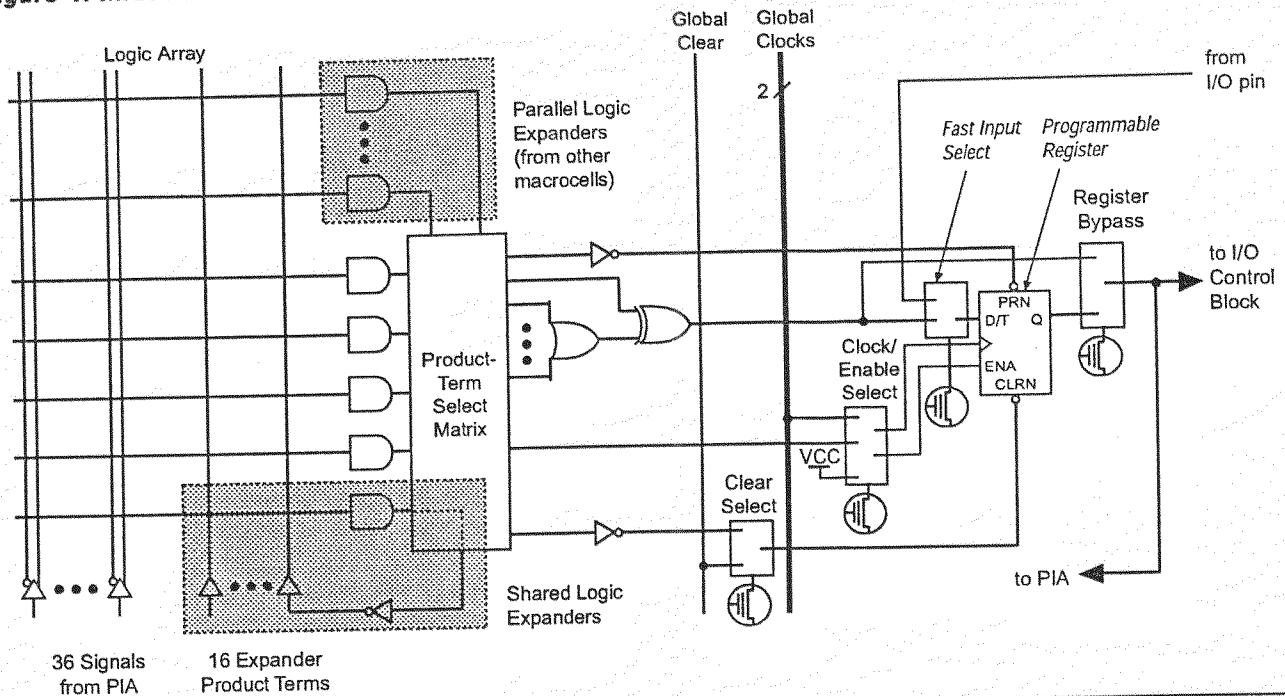 Logic Array
Global
Clear
Global
Clocks
2
from
I/O pin
Parallel Logic
Expanders
(from other
macrocells)
Fast Input
Select
Programmable
Register
Register
Bypass
to I/O
Control
Block
PRN
D/T
Q
ENA
CLRN
Clock/
Enable
Select
Product-
Term
Select
Matrix
VCC
Clear
Select
to PIA
Shared Logic
Expanders
36 Signals
from PIA
16 Expander
Product Terms